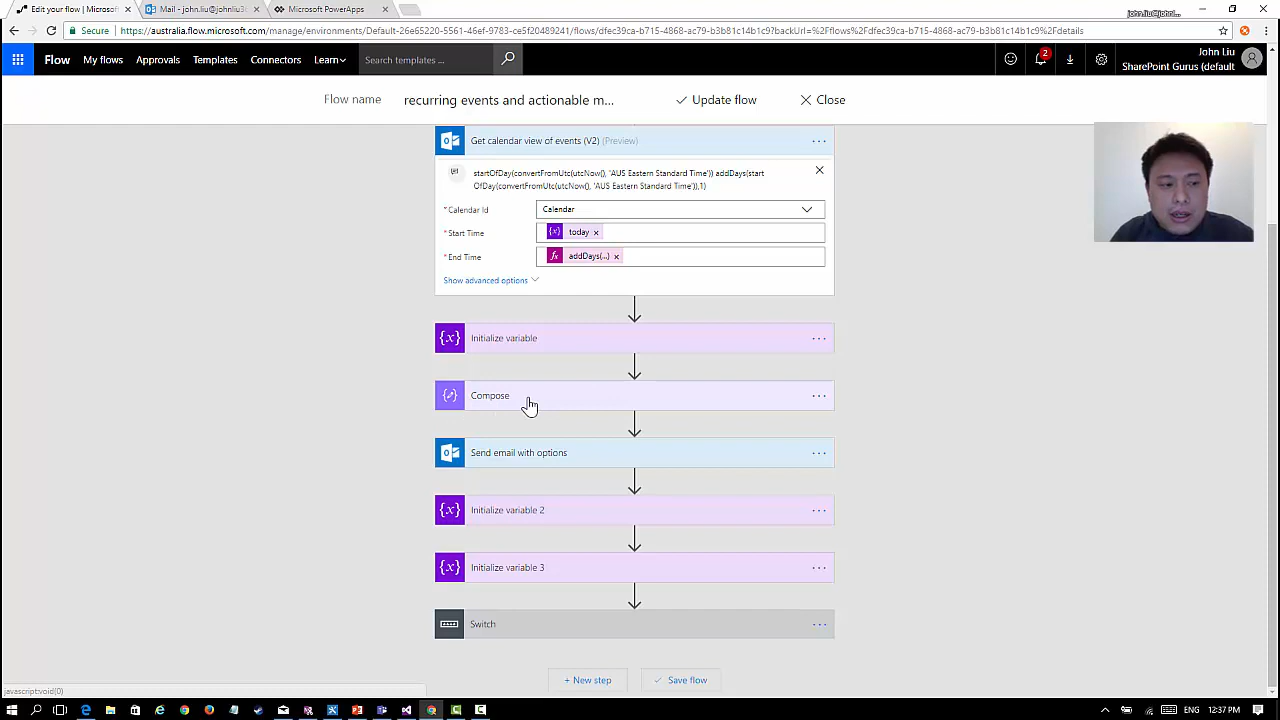 Edit your flow | Microsof
Mail - john.liu@johnliu3
Microsoft PowerApps
Secure
https://australia.flow.microsoft.com/manage/environments/Default-26e65220-5561-46ef-9783-ce5f20489241/flows/dfec39ca-b715-4868-ac79-b3b81c14b1c9?backUrl=%2Fflows%2Fdfec39ca-b715-4868-ac79-b3b81c14b1c9%2Fdetails
Flow
My flows
Approvals
Templates
Connectors
Learn
Search templates ...
2
John Liu
SharePoint Gurus (default
Flow name
recurring events and actionable m...
Update flow
Close
Get calendar view of events (V2) (Preview)
startOfDay(convertFromUtc(utcNow(), 'AUS Eastern Standard Time')) addDays(start
OfDay(convertFromUtc(utcNow(), 'AUS Eastern Standard Time')),1)
* Calendar Id
Calendar
* Start Time
today
* End Time
addDays(...)
Show advanced options
Initialize variable
Compose
Send email with options
Initialize variable 2
Initialize variable 3
Switch
+ New step
Save flow
javascript:void(0)
12:37 PM